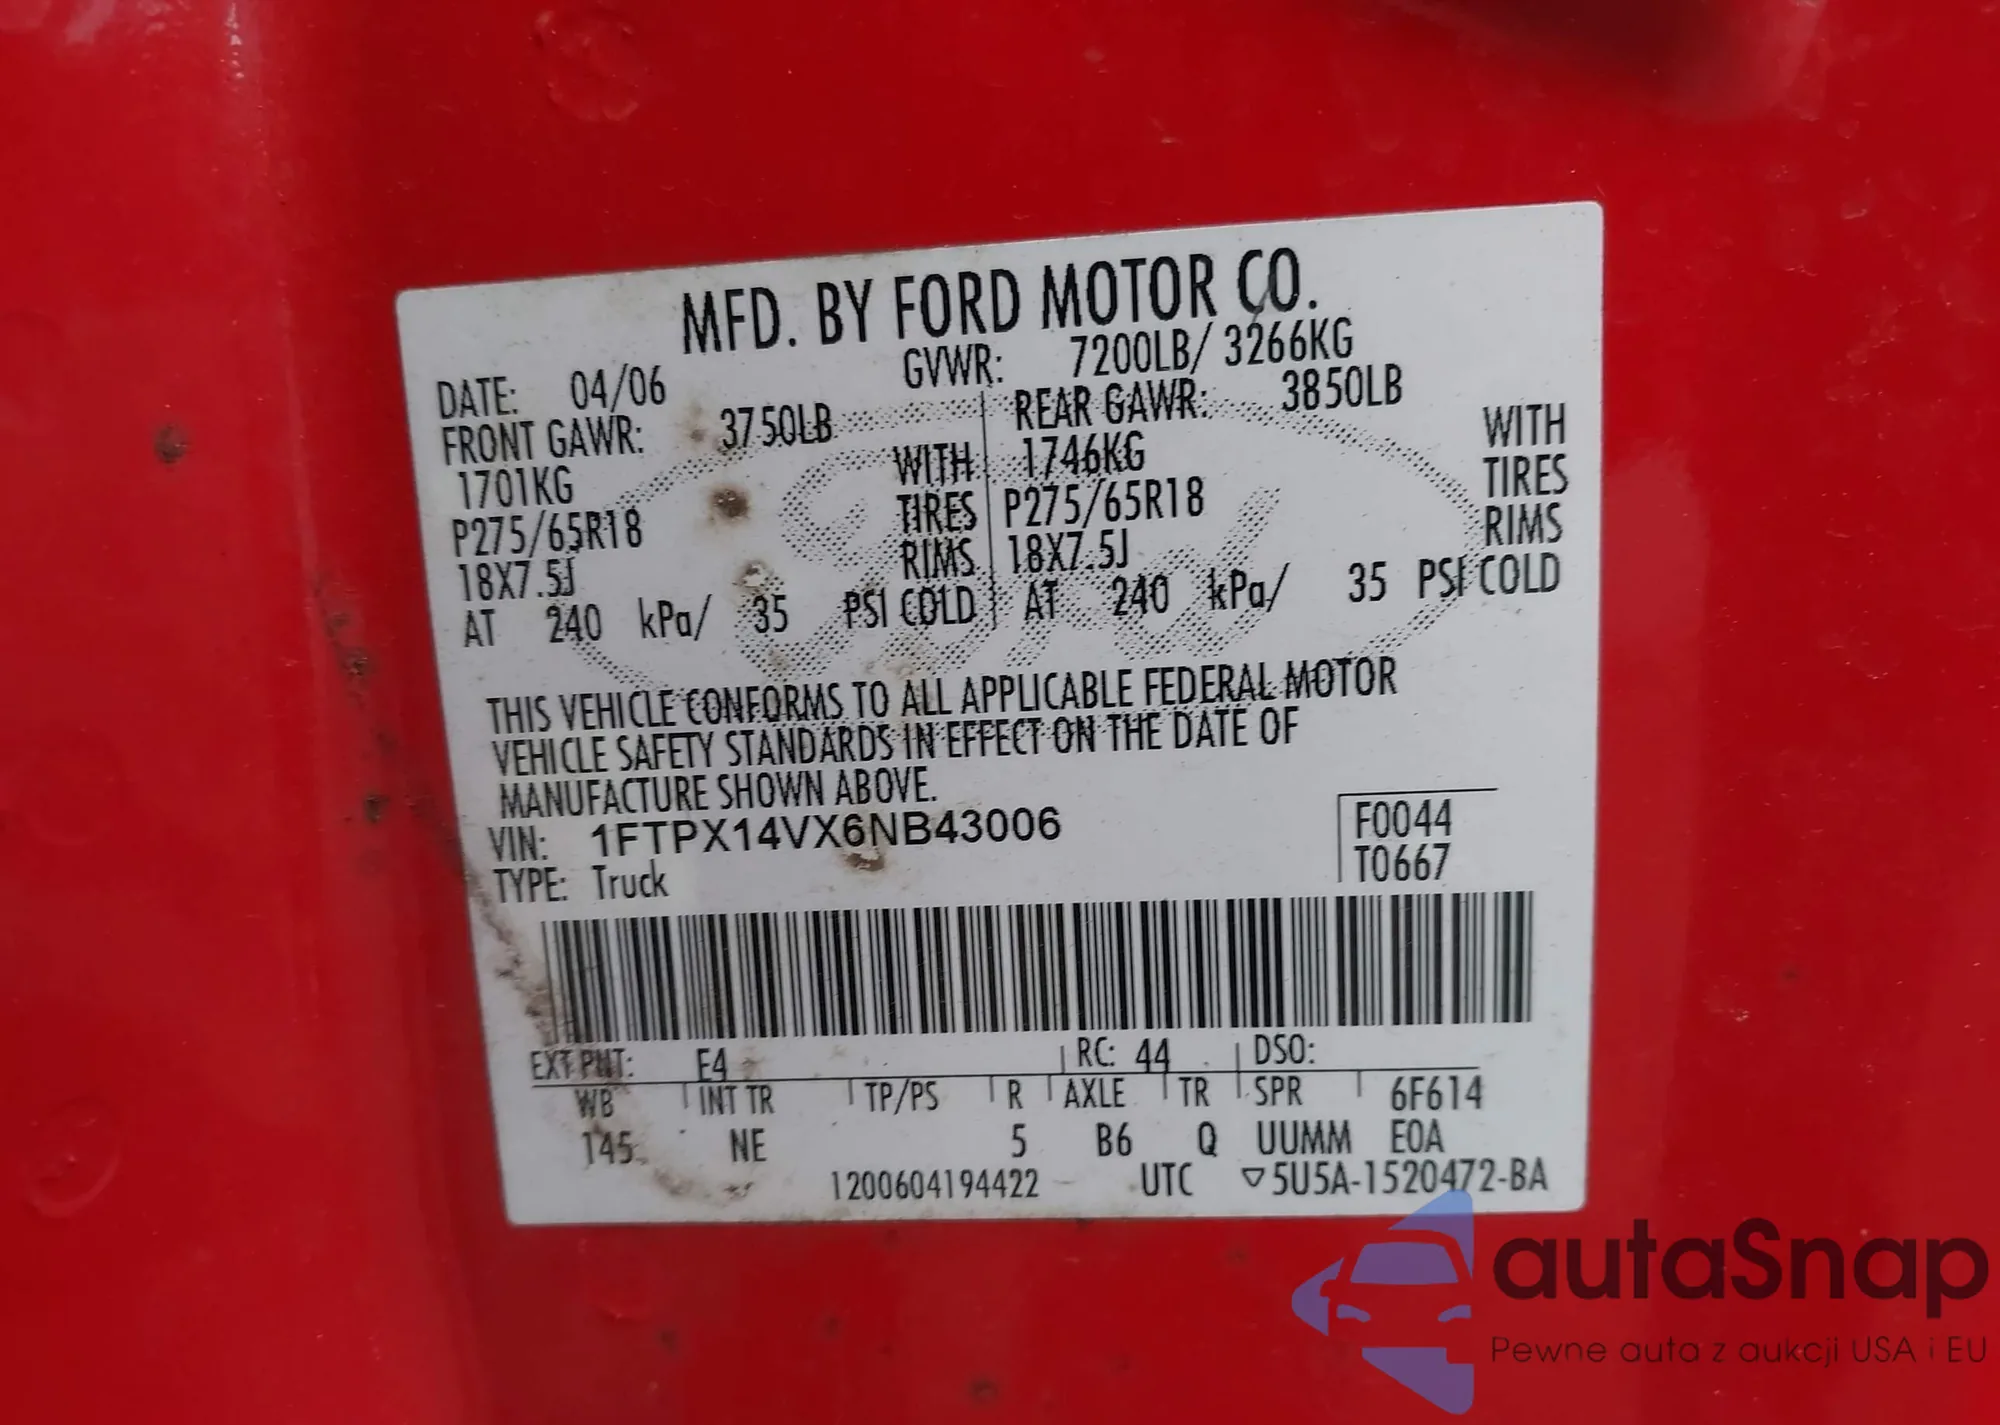 MFD. BY FORD MOTOR CO.
DATE: 04/06 GVWR: 7200LB/ 3266KG
FRONT GAWR: 3750LB REAR GAWR: 3850LB
1701KG WITH 1746KG WITH
P275/65R18 TIRES P275/65R18 TIRES
18X7.5J RIMS 18X7.5J RIMS
AT 240 kPa/ 35 PSI COLD AT 240 kPa/ 35 PSI COLD
THIS VEHICLE CONFORMS TO ALL APPLICABLE FEDERAL MOTOR
VEHICLE SAFETY STANDARDS IN EFFECT ON THE DATE OF
MANUFACTURE SHOWN ABOVE.
VIN: 1FTPX14VX6NB43006 F0044
TYPE: Truck T0667
EXT PNT: E4 RC: 44 DSO:
WB INT TR TP/PS R AXLE TR SPR 6F614
145 NE 5 B6 Q UUMM E0A
1200604194422 UTC ▽5U5A-1520472-BA
autaSnap
Pewne auta z aukcji USA i EU